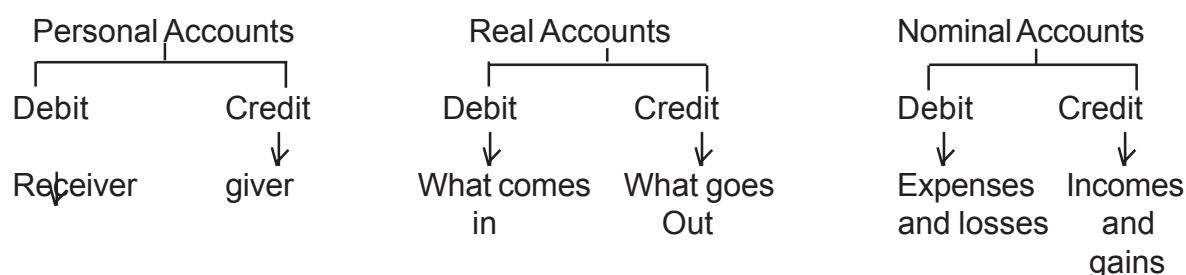 Personal Accounts Real Accounts Nominal Accounts
Debit Credit Debit Credit Debit Credit
Receiver giver What comes What goes Expenses Incomes
in Out and losses and
gains